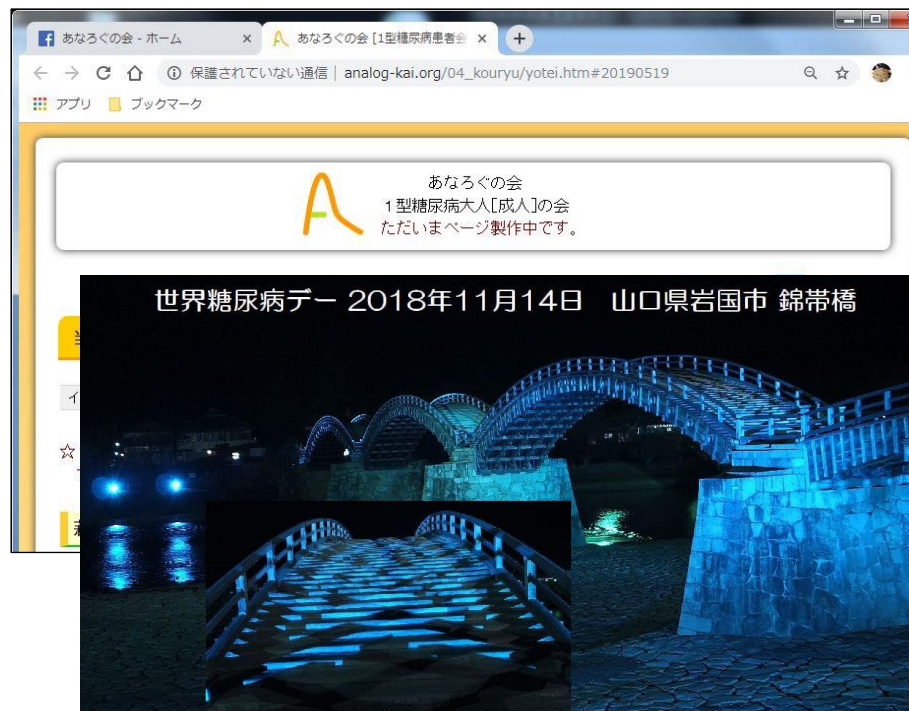 あなろぐの会 - ホーム
あなろぐの会 [1型糖尿病患者会
保護されていない通信 | analog-kai.org/04_kouryu/yotei.htm#20190519
アプリ ブックマーク
あなろぐの会
1型糖尿病大人[成人]の会
ただいまページ製作中です。
世界糖尿病デー 2018年11月14日 山口県岩国市 錦帯橋
イ
☆